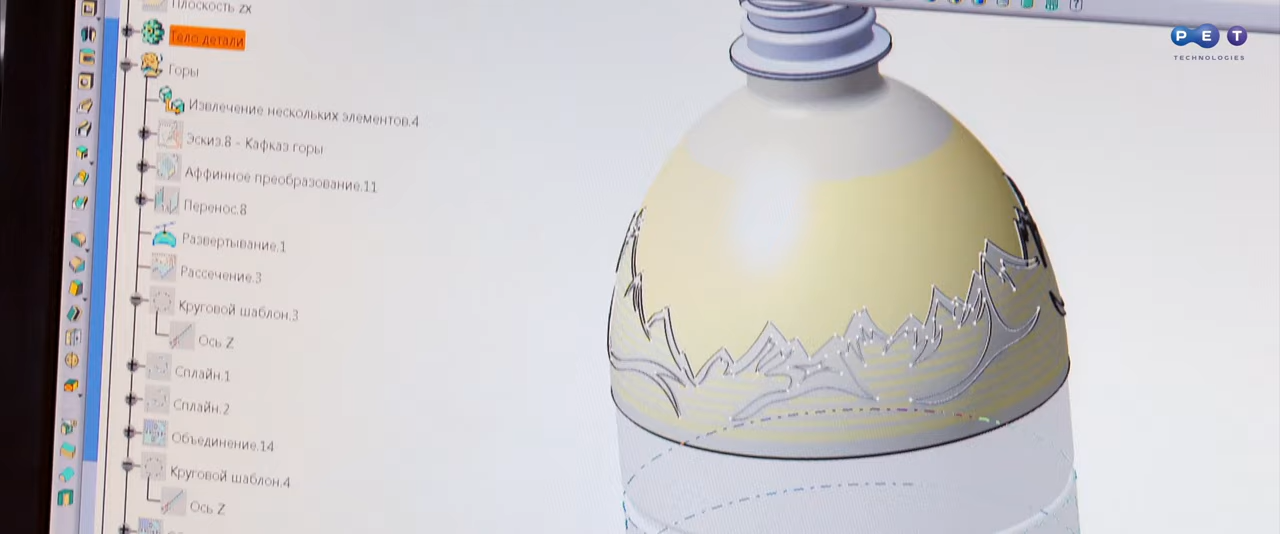 Плоскость zx
Тело детали
Горы
Извлечение нескольких элементов.4
Эскиз.8 - Кафказ горы
Аффинное преобразование.11
Перенос.8
Развертывание.1
Рассечение.3
Круговой шаблон.3
Ось Z
Сплайн.1
Сплайн.2
Объединение.14
Круговой шаблон.4
Ось Z
PET
TECHNOLOGIES